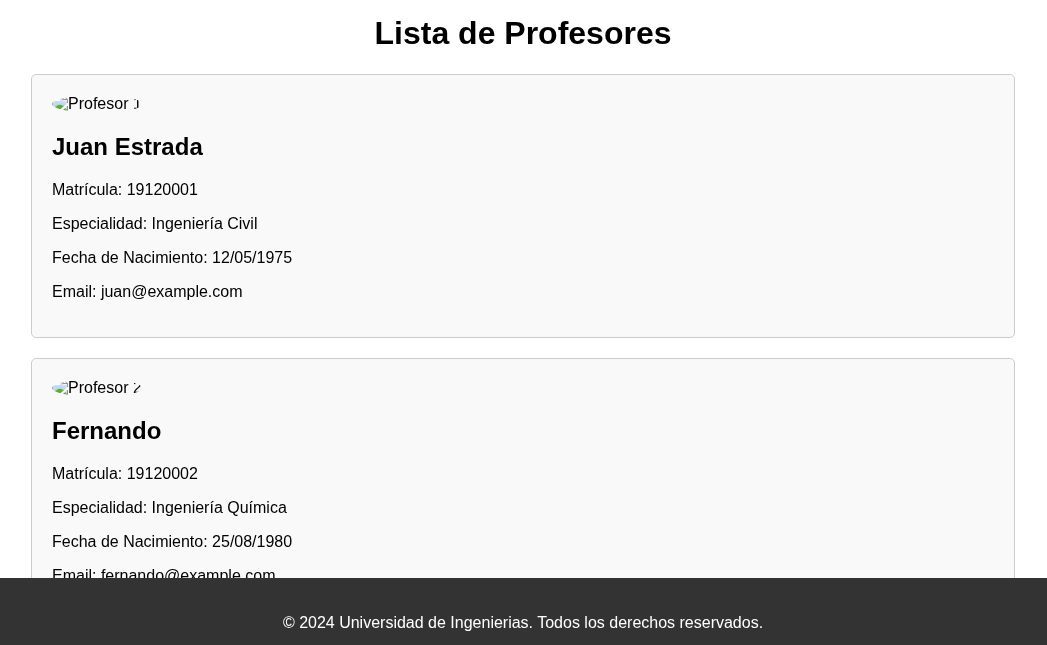 Lista de Profesores
Profesor
Juan Estrada
Matrícula: 19120001
Especialidad: Ingeniería Civil
Fecha de Nacimiento: 12/05/1975
Email: juan@example.com
Profesor 2
Fernando
Matrícula: 19120002
Especialidad: Ingeniería Química
Fecha de Nacimiento: 25/08/1980
Email: fernando@example.com
© 2024 Universidad de Ingenierias. Todos los derechos reservados.